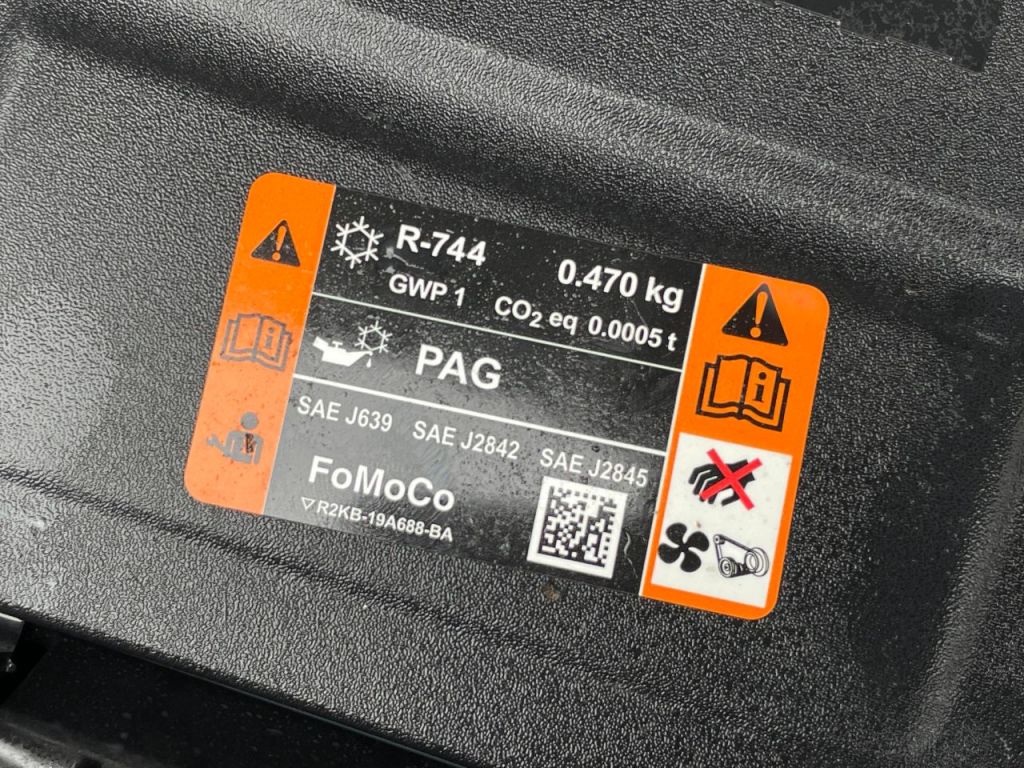 R-744 0.470 kg
GWP 1 CO2 eq 0.0005 t
PAG
SAE J639 SAE J2842 SAE J2845
FoMoCo
R2KB-19A688-BA